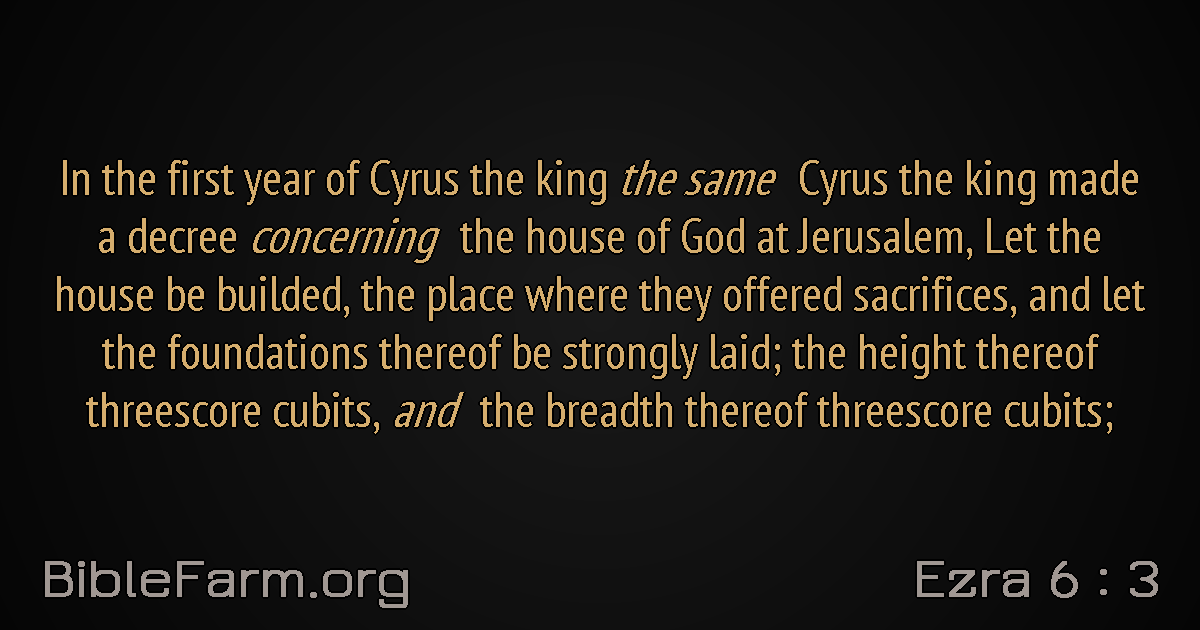 In the first year of Cyrus the king the same Cyrus the king made
a decree concerning the house of God at Jerusalem, Let the
house be builded, the place where they offered sacrifices, and let
the foundations thereof be strongly laid; the height thereof
threescore cubits, and the breadth thereof threescore cubits;
BibleFarm.org
Ezra 6 : 3